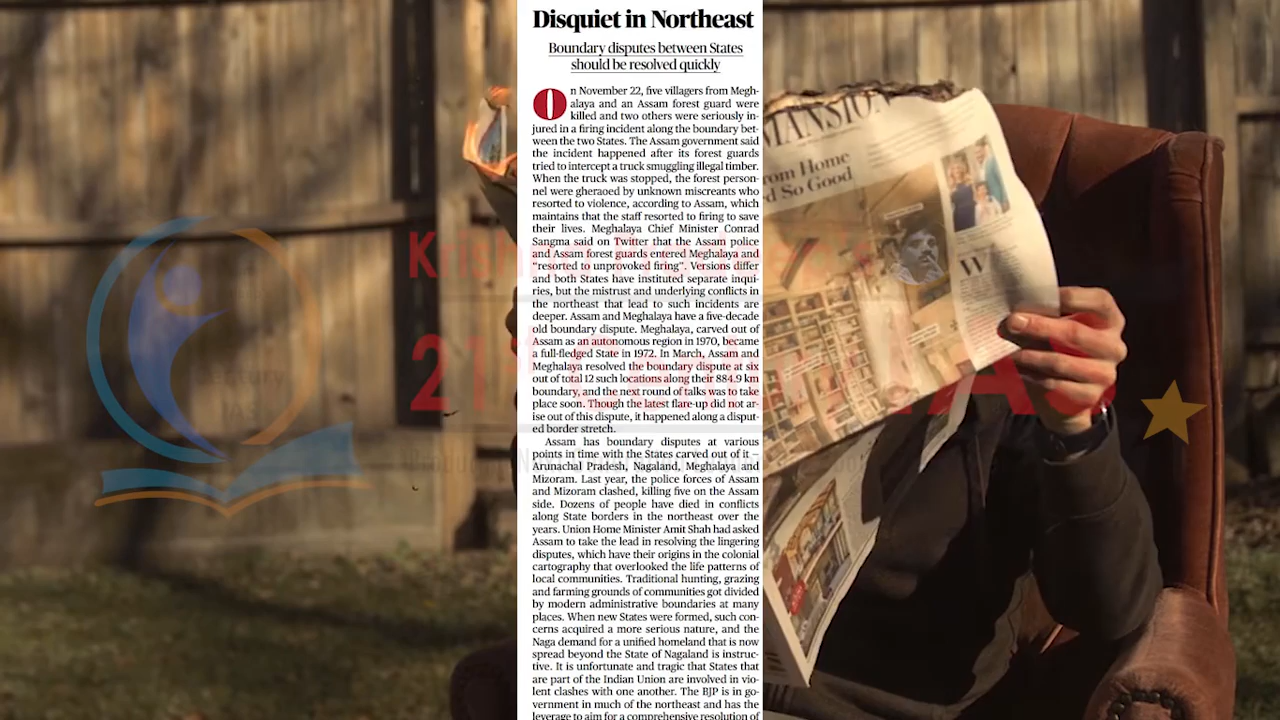 Disquiet in Northeast
Boundary disputes between States
should be resolved quickly
On November 22, five villagers from Megh-
alaya and an Assam forest guard were
killed and two others were seriously in-
jured in a firing incident along the boundary bet-
ween the two States. The Assam government said
the incident happened after its forest guards
tried to intercept a truck smuggling illegal timber.
When the truck was stopped, the forest person-
nel were gheraoed by unknown miscreants who
resorted to violence, according to Assam, which
maintains that the staff resorted to firing to save
their lives. Meghalaya Chief Minister Conrad
Sangma said on Twitter that the Assam police
and Assam forest guards entered Meghalaya and
“resorted to unprovoked firing”. Versions differ
and both States have instituted separate inqui-
ries, but the mistrust and underlying conflicts in
the northeast that lead to such incidents are
deeper. Assam and Meghalaya have a five-decade
old boundary dispute. Meghalaya, carved out of
Assam as an autonomous region in 1970, became
a full-fledged State in 1972. In March, Assam and
Meghalaya resolved the boundary dispute at six
out of total 12 such locations along their 884.9 km
boundary, and the next round of talks was to take
place soon. Though the latest flare-up did not ar-
ise out of this dispute, it happened along a disput-
ed border stretch.
Assam has boundary disputes at various
points in time with the States carved out of it –
Arunachal Pradesh, Nagaland, Meghalaya and
Mizoram. Last year, the police forces of Assam
and Mizoram clashed, killing five on the Assam
side. Dozens of people have died in conflicts
along State borders in the northeast over the
years. Union Home Minister Amit Shah had asked
Assam to take the lead in resolving the lingering
disputes, which have their origins in the colonial
cartography that overlooked the life patterns of
local communities. Traditional hunting, grazing
and farming grounds of communities got divided
by modern administrative boundaries at many
places. When new States were formed, such con-
cerns acquired a more serious nature, and the
Naga demand for a unified homeland that is now
spread beyond the State of Nagaland is instruc-
tive. It is unfortunate and tragic that States that
are part of the Indian Union are involved in vio-
lent clashes with one another. The BJP is in go-
vernment in much of the northeast and has the
leverage to aim for a comprehensive resolution of
MANSION
om Home
d So Good
W
21st
IAS